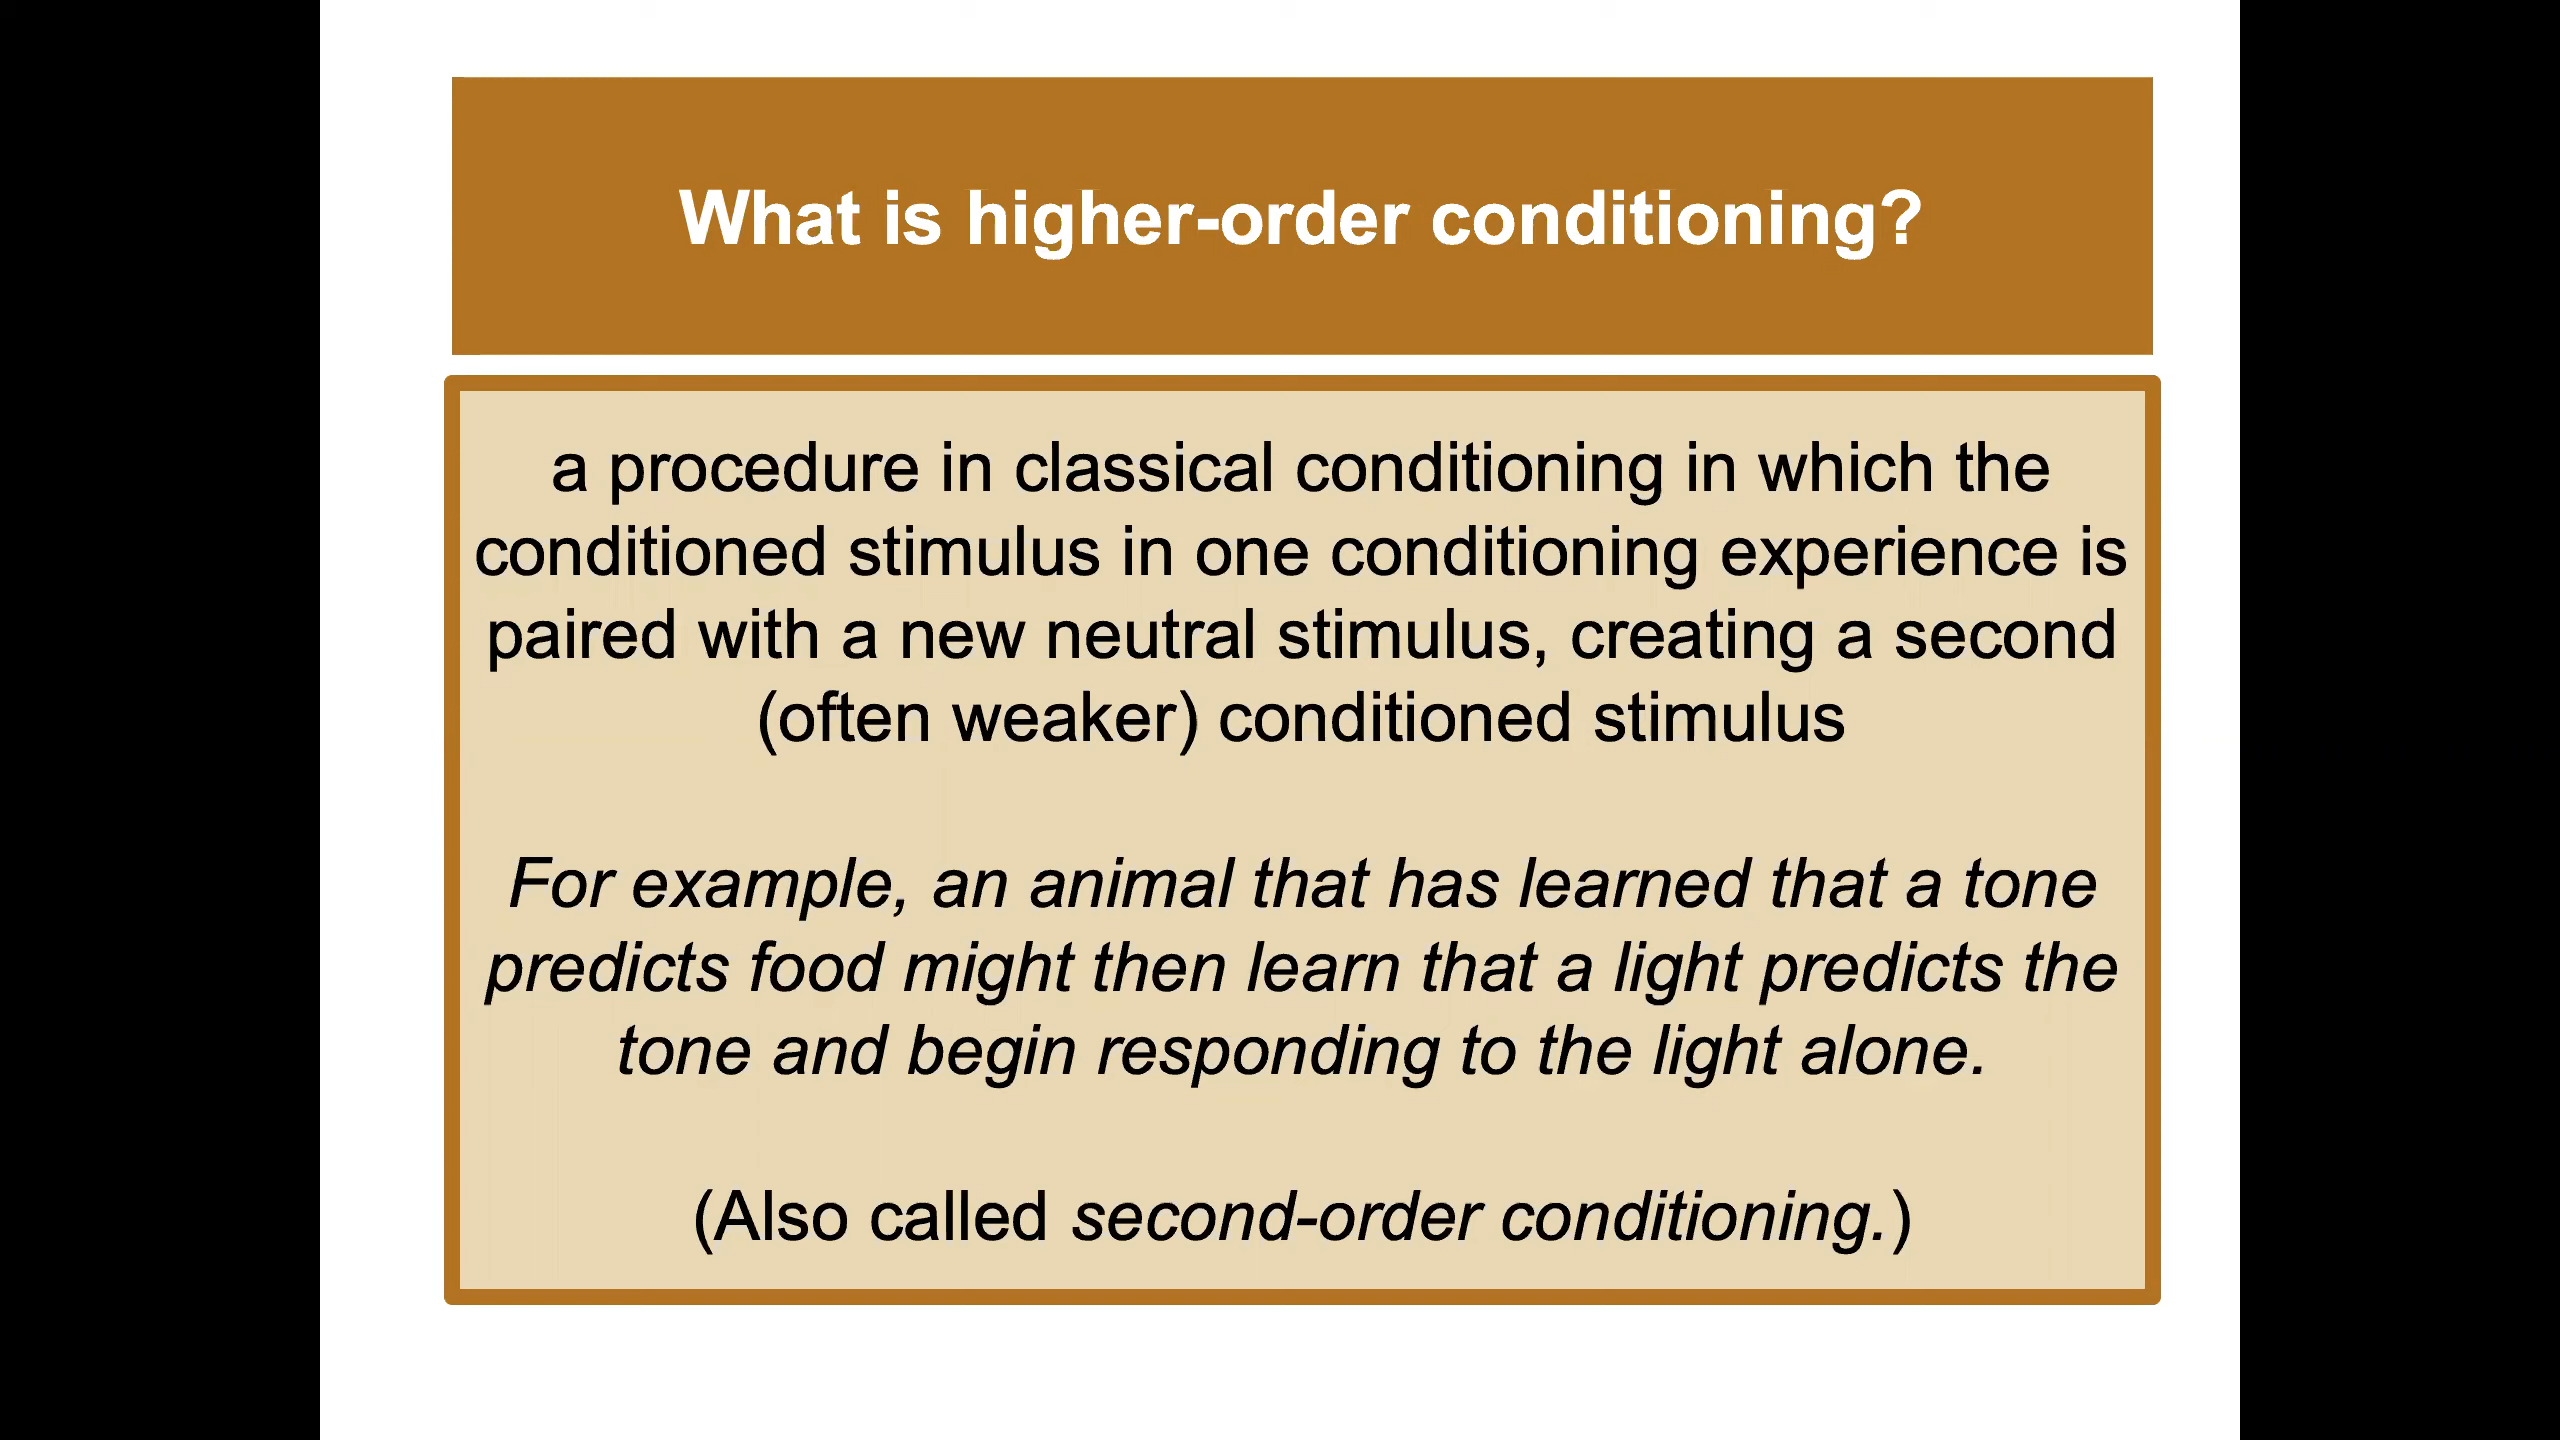 What is higher-order conditioning?
a procedure in classical conditioning in which the
conditioned stimulus in one conditioning experience is
paired with a new neutral stimulus, creating a second
(often weaker) conditioned stimulus
For example, an animal that has learned that a tone
predicts food might then learn that a light predicts the
tone and begin responding to the light alone.
(Also called second-order conditioning.)